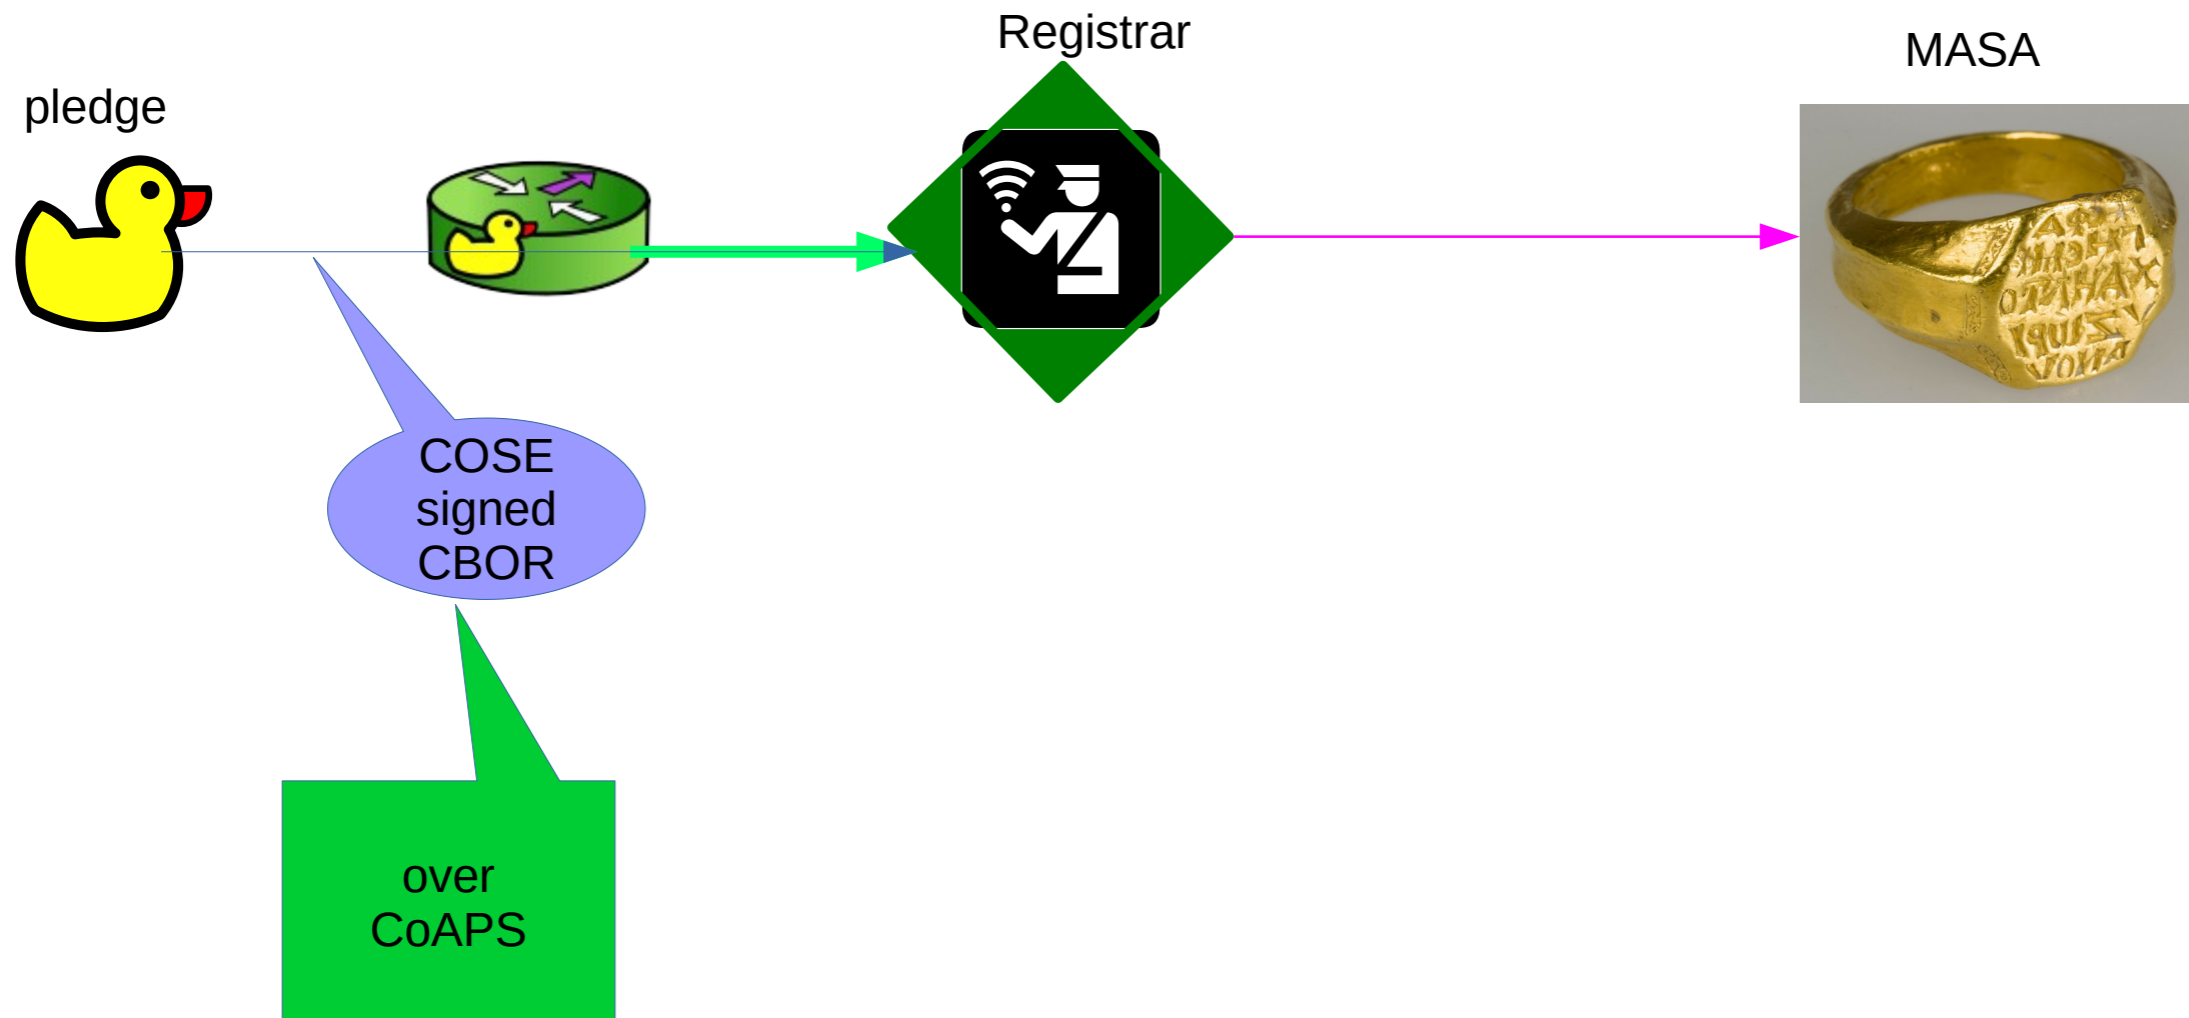 Registrar
MASA
pledge
COSE
signed
CBOR
over
CoAPS